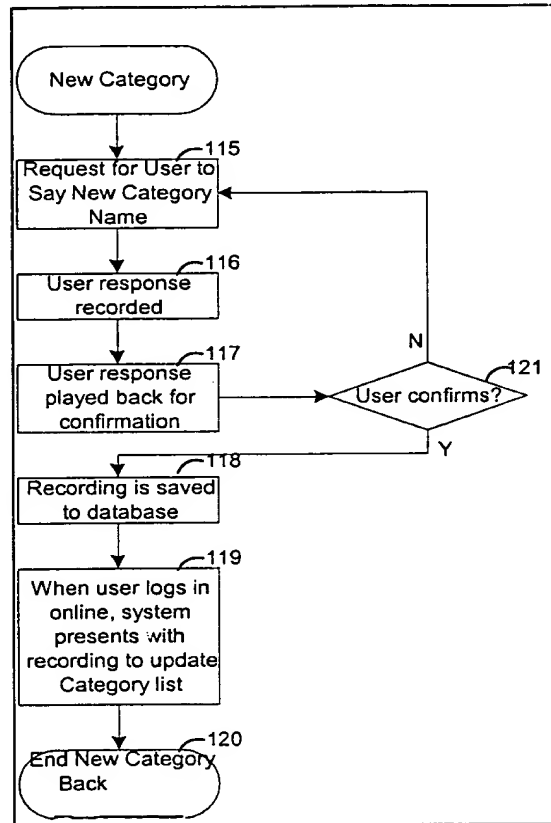 New Category
115
Request for User to
Say New Category
Name
116
User response
recorded
117
User response
played back for
confirmation
N
121
User confirms?
Y
118
Recording is saved
to database
119
When user logs in
online, system
presents with
recording to update
Category list
120
End New Category
Back